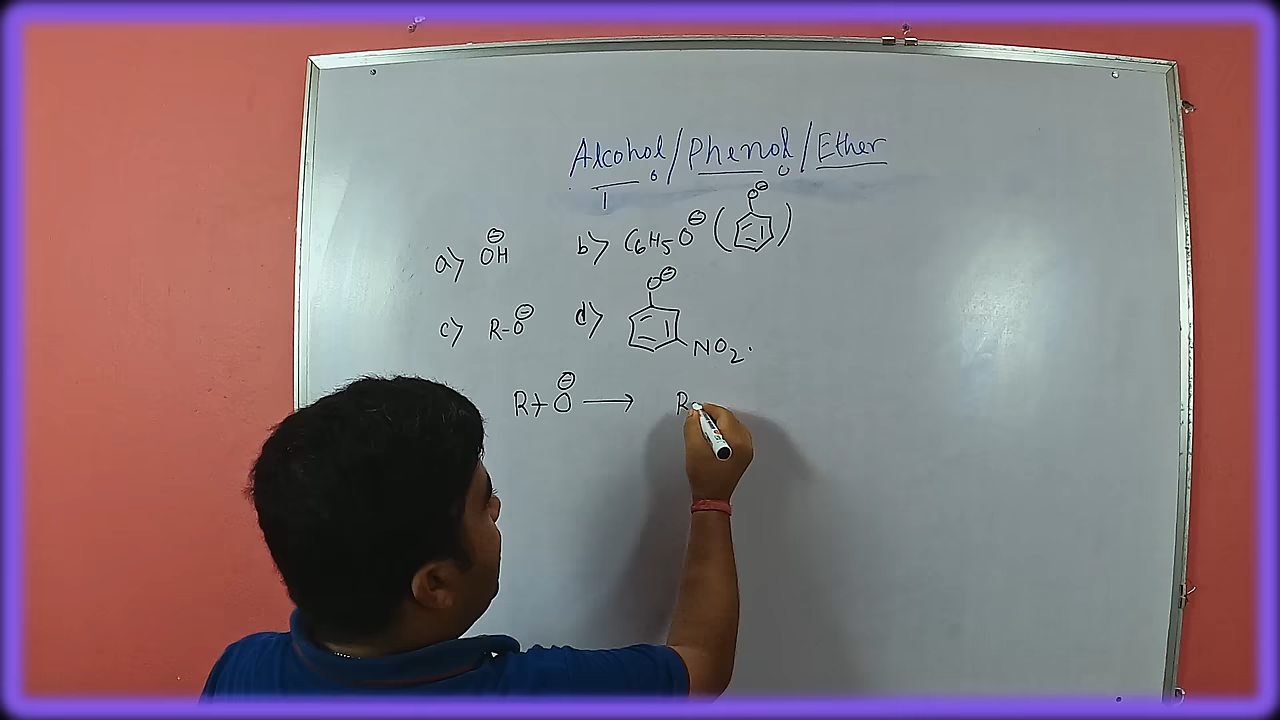 Alcohol/Phenol/Ether
a> OH⊖ b> C6H5O⊖ (O⊖)
c> R-O⊖ d> O⊖ NO2.
R+O⊖ → R